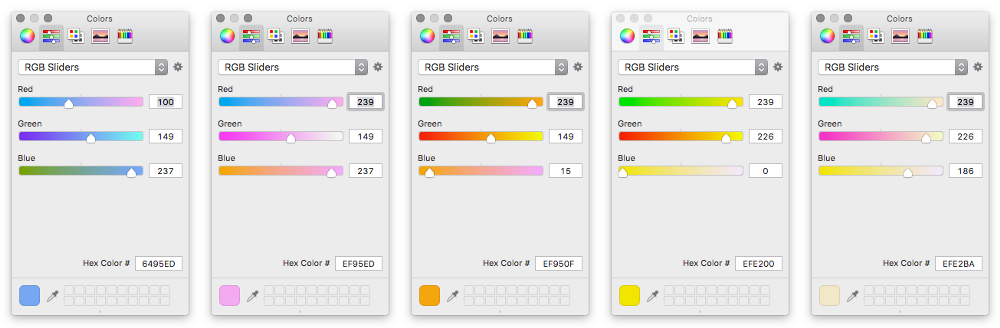 Colors
RGB Sliders
Red
100
Green
149
Blue
237
Hex Color # 6495ED
Colors
RGB Sliders
Red
239
Green
149
Blue
237
Hex Color # EF95ED
Colors
RGB Sliders
Red
239
Green
149
Blue
15
Hex Color # EF950F
Colors
RGB Sliders
Red
239
Green
226
Blue
0
Hex Color # EFE200
Colors
RGB Sliders
Red
239
Green
226
Blue
186
Hex Color # EFE2BA